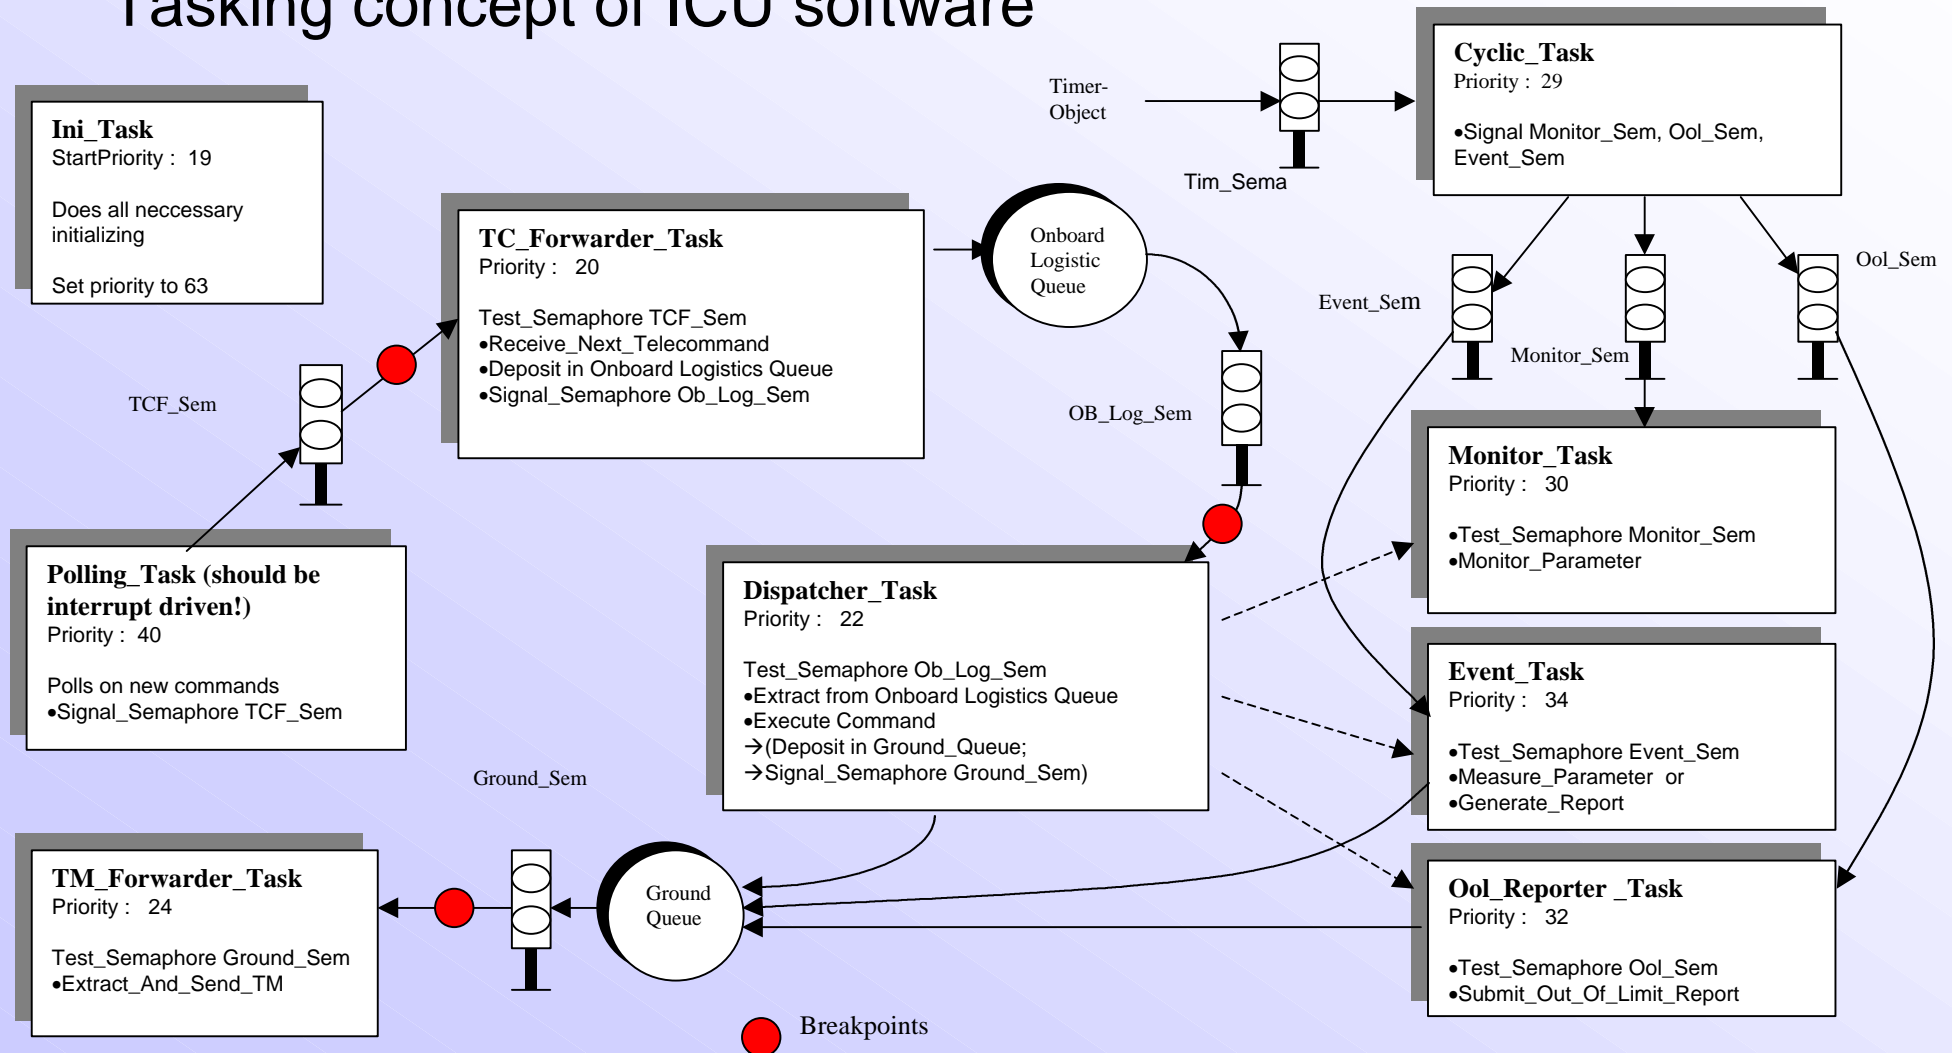 Tasking concept of ICU software
Ini_Task
StartPriority : 19
Does all neccessary
initializing
Set priority to 63
TC_Forwarder_Task
Priority : 20
Test_Semaphore TCF_Sem
•Receive_Next_Telecommand
•Deposit in Onboard Logistics Queue
•Signal_Semaphore Ob_Log_Sem
Onboard
Logistic
Queue
Timer-
Object
Tim_Sema
Cyclic_Task
Priority : 29
•Signal Monitor_Sem, Ool_Sem,
Event_Sem
Event_Sem
Monitor_Sem
Ool_Sem
TCF_Sem
OB_Log_Sem
Polling_Task (should be
interrupt driven!)
Priority : 40
Polls on new commands
•Signal_Semaphore TCF_Sem
Dispatcher_Task
Priority : 22
Test_Semaphore Ob_Log_Sem
•Extract from Onboard Logistics Queue
•Execute Command
→(Deposit in Ground_Queue;
→Signal_Semaphore Ground_Sem)
Monitor_Task
Priority : 30
•Test_Semaphore Monitor_Sem
•Monitor_Parameter
Event_Task
Priority : 34
•Test_Semaphore Event_Sem
•Measure_Parameter or
•Generate_Report
Ool_Reporter _Task
Priority : 32
•Test_Semaphore Ool_Sem
•Submit_Out_Of_Limit_Report
Ground_Sem
Ground
Queue
TM_Forwarder_Task
Priority : 24
Test_Semaphore Ground_Sem
•Extract_And_Send_TM
Breakpoints